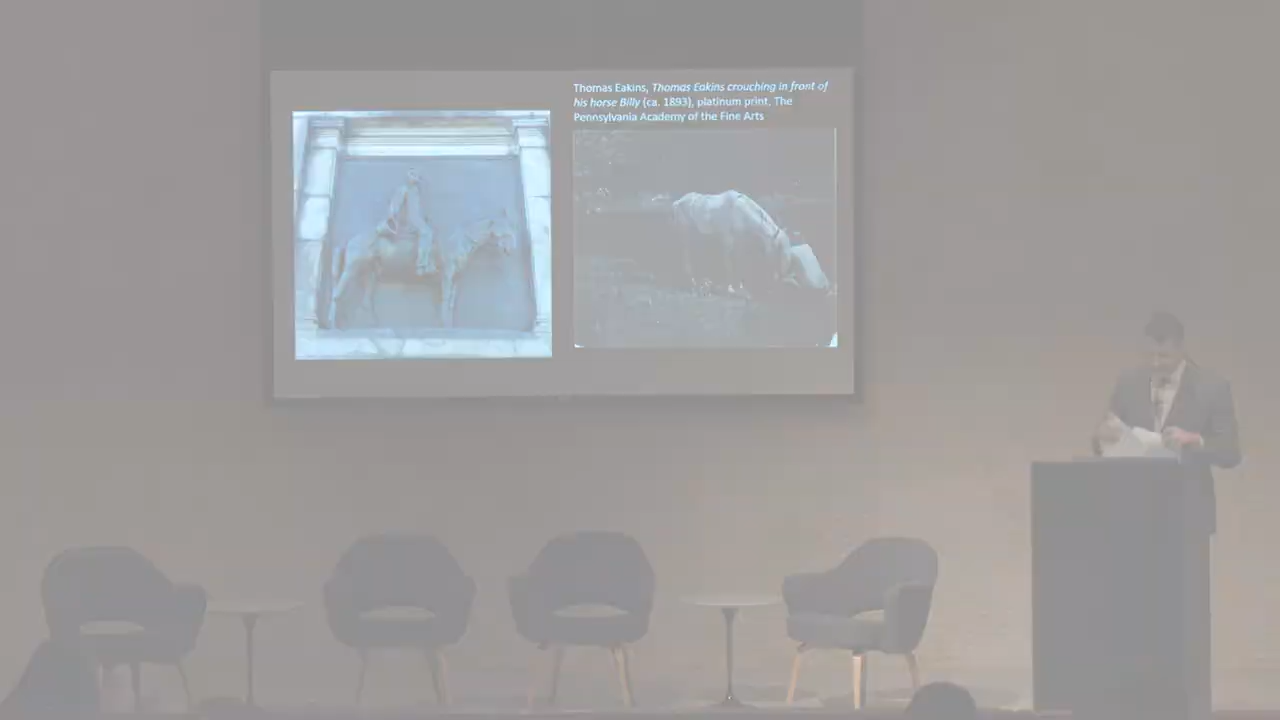 Thomas Eakins, Thomas Eakins crouching in front of
his horse Billy (ca. 1893), platinum print, The
Pennsylvania Academy of the Fine Arts